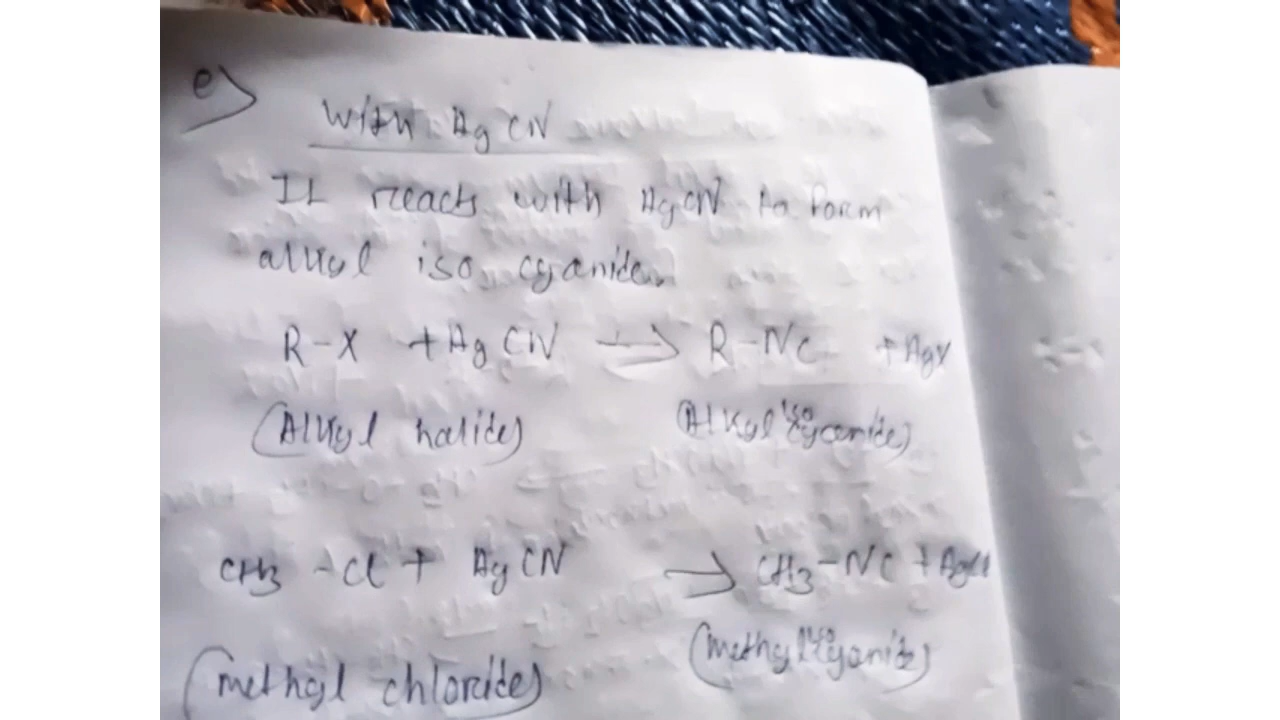 e)
with AgCN
It reacts with AgCN to form
alkyl iso cyanide.
R-X + AgCN → R-NC + AgX
(Alkyl halide) (Alkyl iso cyanide)
CH3 - Cl + AgCN → CH3-NC + AgCl
(methyl chloride) (methyl iso cyanide)